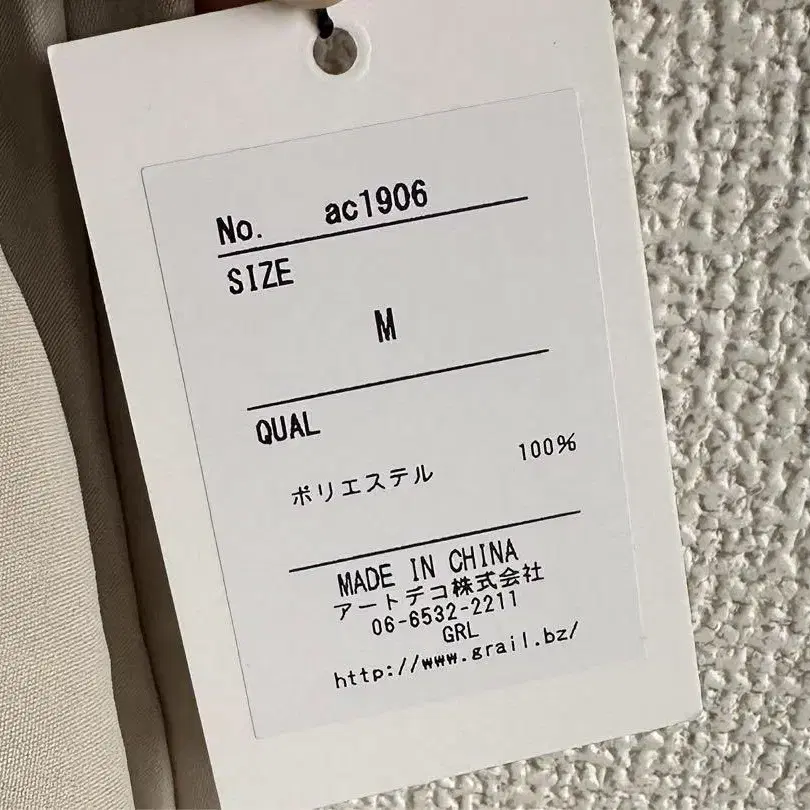 No. ac1906
SIZE
M
QUAL
ポリエステル 100%
MADE IN CHINA
アートデコ株式会社
06-6532-2211
GRL
http://www.grail.bz/